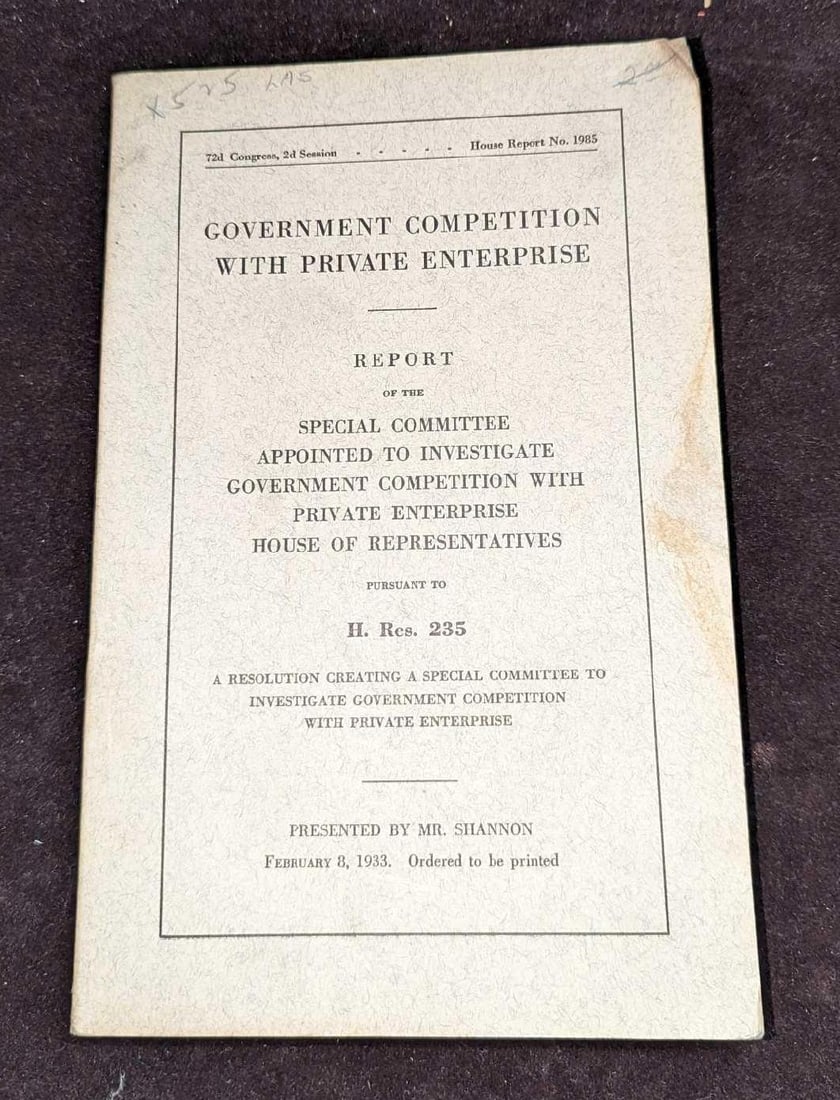 x 525 LAS
72d Congress, 2d Session - - - - - House Report No. 1985
GOVERNMENT COMPETITION
WITH PRIVATE ENTERPRISE
REPORT
OF THE
SPECIAL COMMITTEE
APPOINTED TO INVESTIGATE
GOVERNMENT COMPETITION WITH
PRIVATE ENTERPRISE
HOUSE OF REPRESENTATIVES
PURSUANT TO
H. Res. 235
A RESOLUTION CREATING A SPECIAL COMMITTEE TO
INVESTIGATE GOVERNMENT COMPETITION
WITH PRIVATE ENTERPRISE
PRESENTED BY MR. SHANNON
FEBRUARY 8, 1933. Ordered to be printed